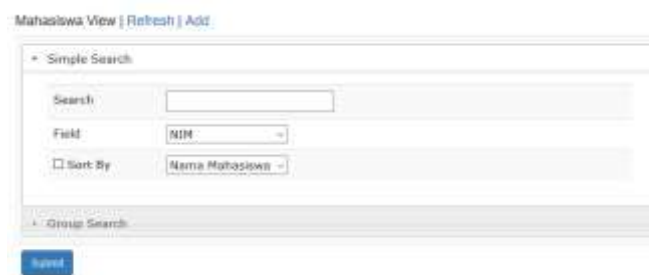 Mahasiswa View | Refresh | Add
Simple Search
Search
Field NIM
Sort By Nama Mahasiswa
Group Search
Submit